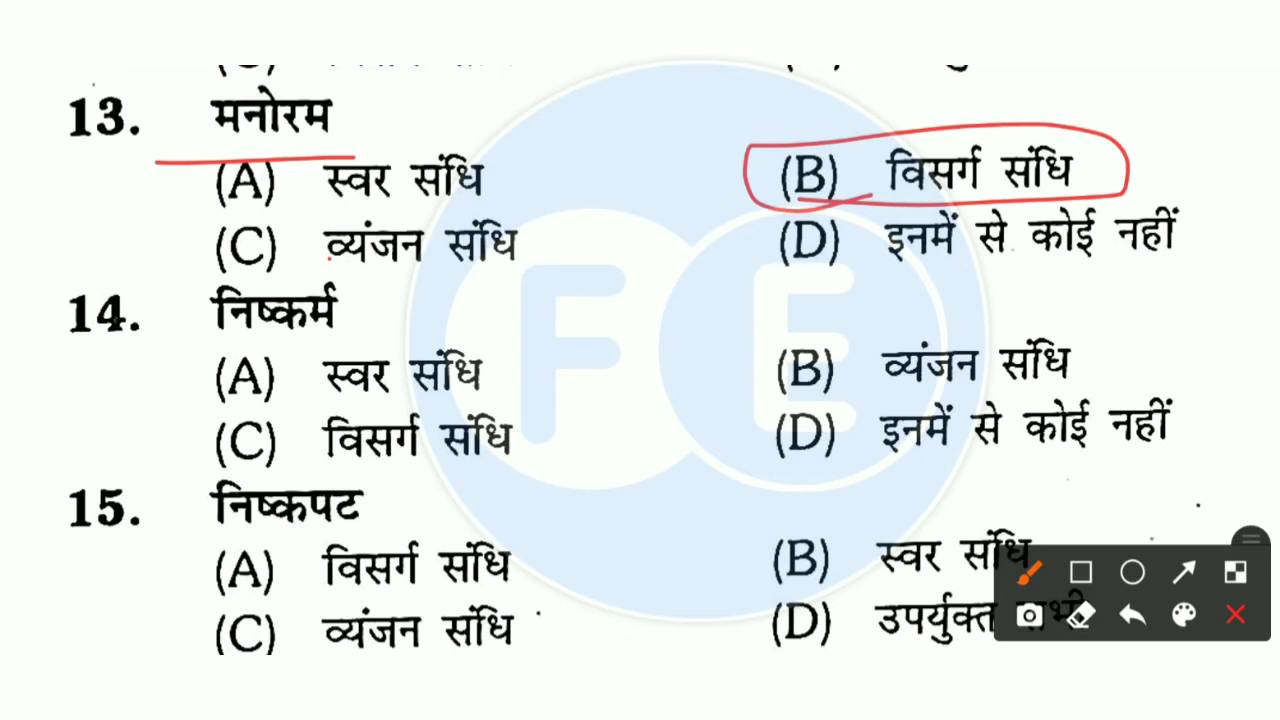 13. मनोरम
(A) स्वर संधि (B) विसर्ग संधि
(C) व्यंजन संधि (D) इनमें से कोई नहीं
14. निष्कर्म
(A) स्वर संधि (B) व्यंजन संधि
(C) विसर्ग संधि (D) इनमें से कोई नहीं
15. निष्कपट
(A) विसर्ग संधि (B) स्वर संधि
(C) व्यंजन संधि (D) उपर्युक्त
FE